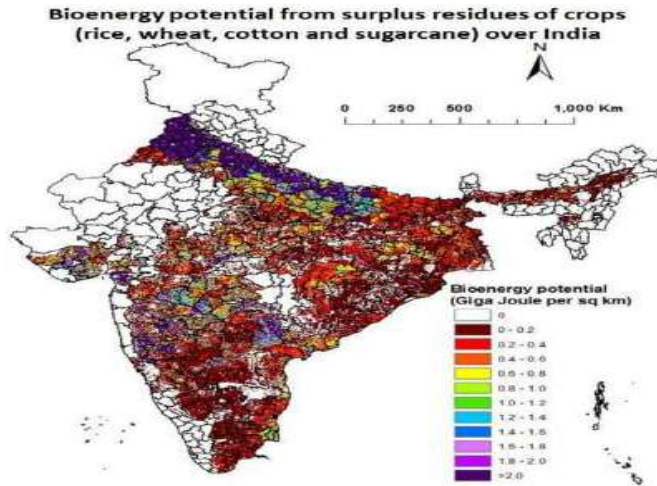 Bioenergy potential from surplus residues of crops
(rice, wheat, cotton and sugarcane) over India
N
0 250 500 1,000 Km
Bioenergy potential
(Giga Joule per sq km)
0
0 - 0.2
0.2 - 0.4
0.4 - 0.6
0.6 - 0.8
0.8 - 1.0
1.0 - 1.2
1.2 - 1.4
1.4 - 1.6
1.6 - 1.8
1.8 - 2.0
>2.0